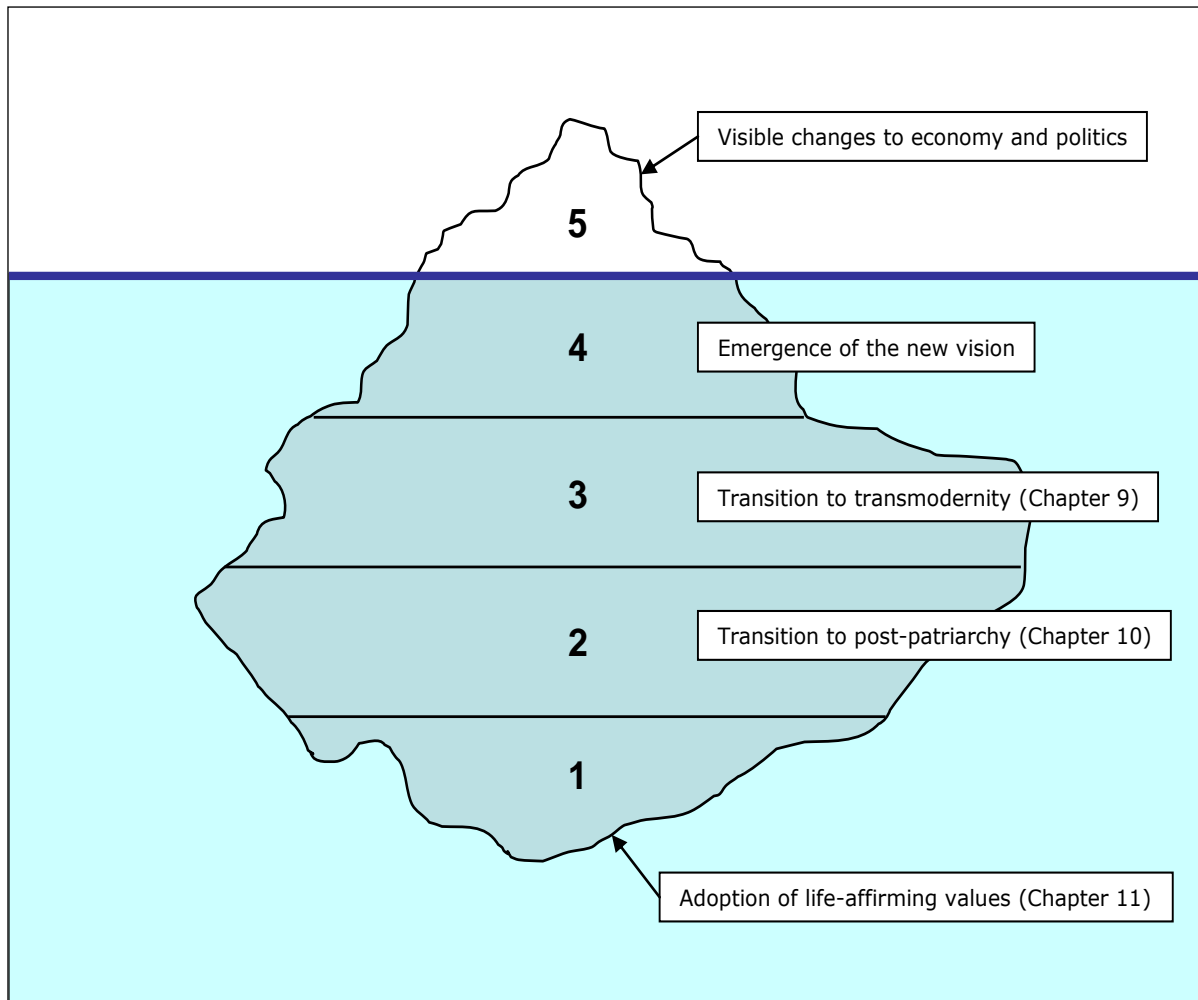 Visible changes to economy and politics
5
4
Emergence of the new vision
3
Transition to transmodernity (Chapter 9)
2
Transition to post-patriarchy (Chapter 10)
1
Adoption of life-affirming values (Chapter 11)